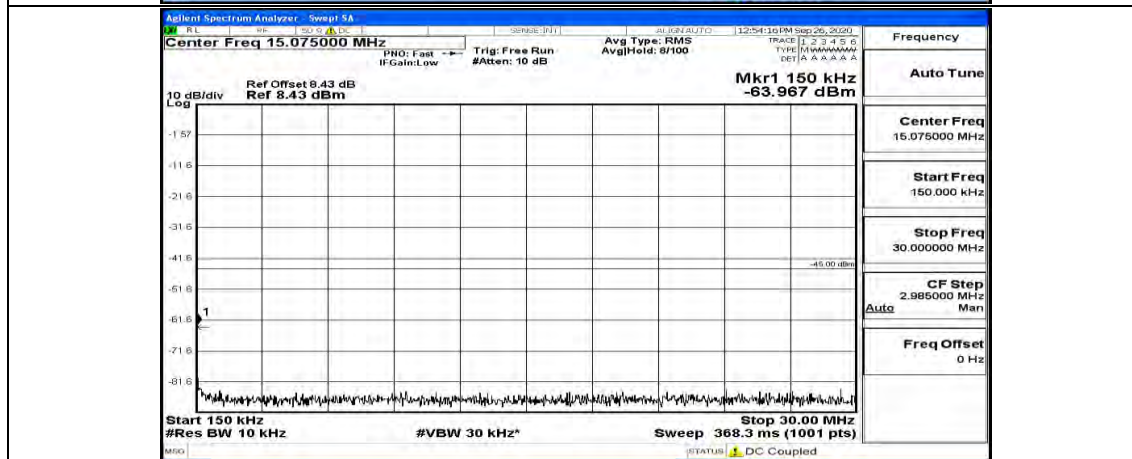 Agilent Spectrum Analyzer - Swept SA
RL RF 50 Ω DC SENSE:INT ALIGNAUTO 12:54:16 PM Sep 26, 2020
Center Freq 15.075000 MHz
PNO: Fast
IFGain:Low
Trig: Free Run
#Atten: 10 dB
Avg Type: RMS
Avg|Hold: 8/100
TRACE 1 2 3 4 5 6
TYPE MWWWWW
DET A A A A A A
Mkr1 150 kHz
-63.967 dBm
Ref Offset 8.43 dB
10 dB/div Ref 8.43 dBm
Log
-1.57
-11.6
-21.6
-31.6
-41.6
-45.00 dBm
-51.6
-61.6
1
-71.6
-81.6
Start 150 kHz
Stop 30.00 MHz
#Res BW 10 kHz
#VBW 30 kHz*
Sweep 368.3 ms (1001 pts)
MSG
STATUS
DC Coupled
Frequency
Auto Tune
Center Freq
15.075000 MHz
Start Freq
150.000 kHz
Stop Freq
30.000000 MHz
CF Step
2.985000 MHz
Auto Man
Freq Offset
0 Hz